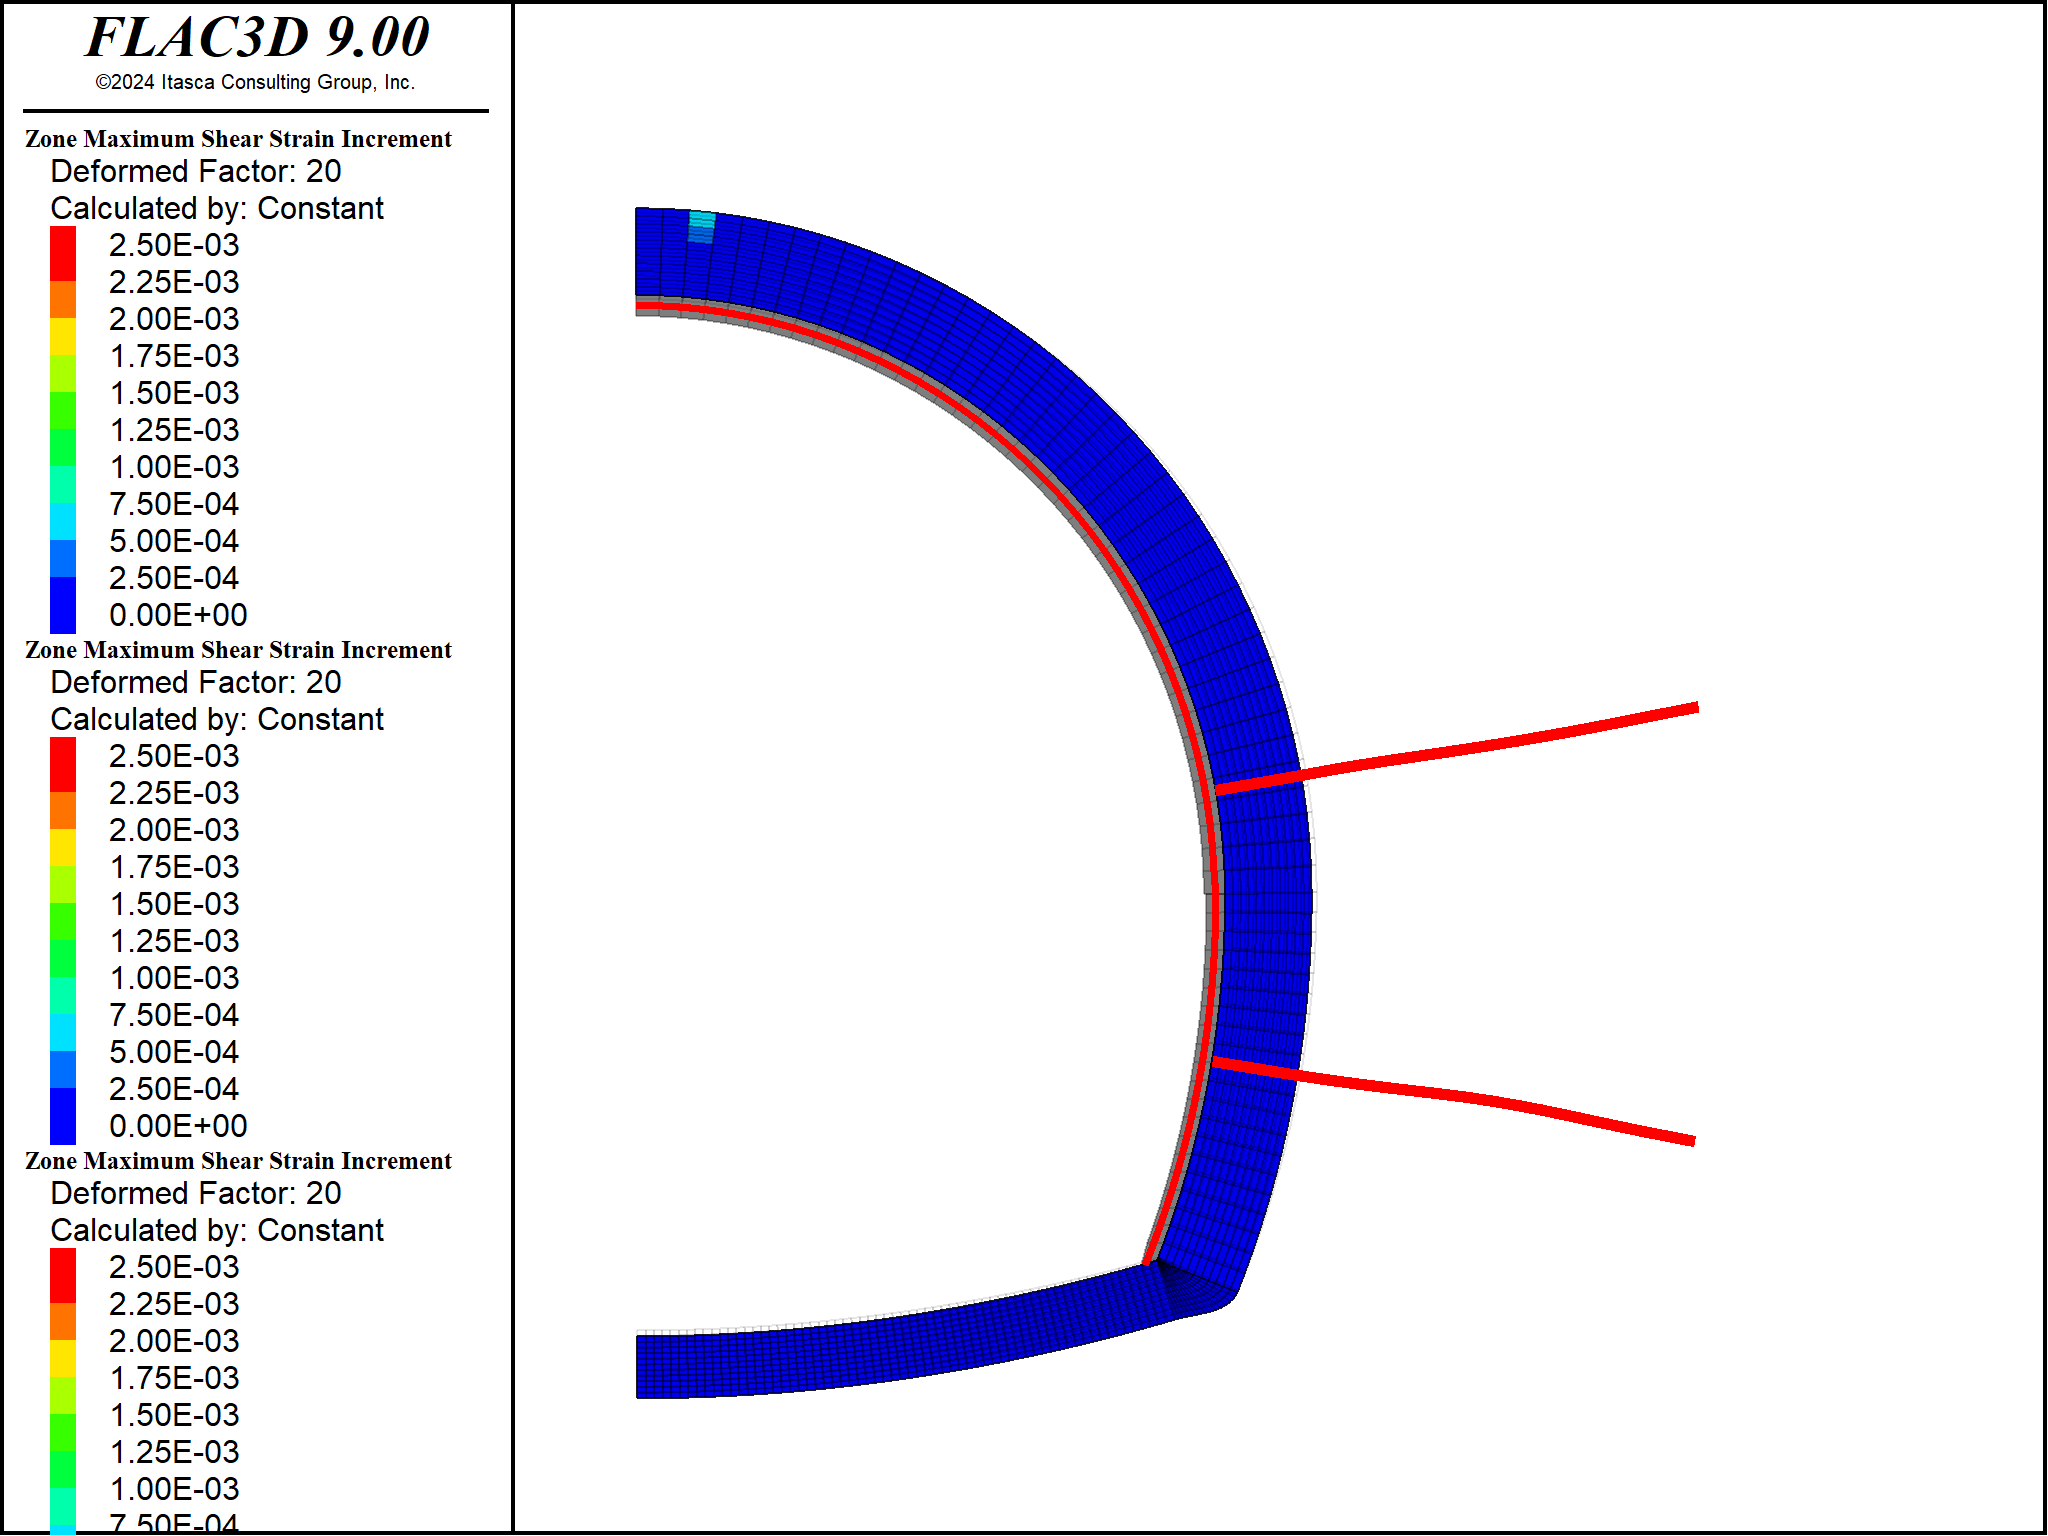 FLAC3D 9.00
©2024 Itasca Consulting Group, Inc.
Zone Maximum Shear Strain Increment
Deformed Factor: 20
Calculated by: Constant
2.50E-03
2.25E-03
2.00E-03
1.75E-03
1.50E-03
1.25E-03
1.00E-03
7.50E-04
5.00E-04
2.50E-04
0.00E+00
Zone Maximum Shear Strain Increment
Deformed Factor: 20
Calculated by: Constant
2.50E-03
2.25E-03
2.00E-03
1.75E-03
1.50E-03
1.25E-03
1.00E-03
7.50E-04
5.00E-04
2.50E-04
0.00E+00
Zone Maximum Shear Strain Increment
Deformed Factor: 20
Calculated by: Constant
2.50E-03
2.25E-03
2.00E-03
1.75E-03
1.50E-03
1.25E-03
1.00E-03
7.50E-04